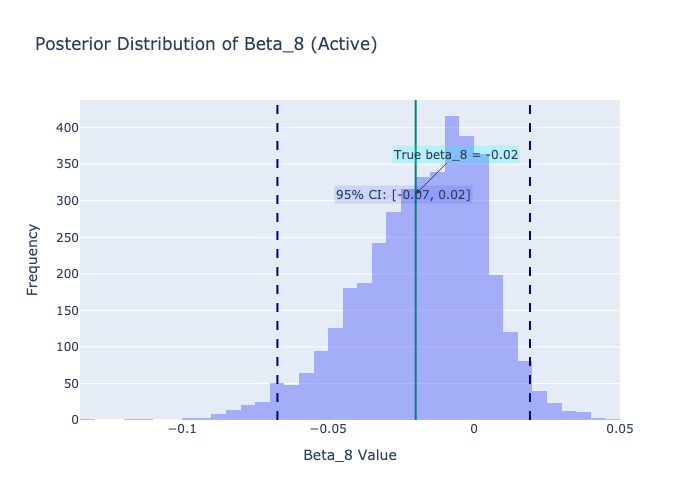 Posterior Distribution of Beta_8 (Active)
400
350
300
250
200
150
100
50
0
Frequency
True beta_8 = -0.02
95% CI: [-0.07, 0.02]
−0.1
−0.05
0
0.05
Beta_8 Value